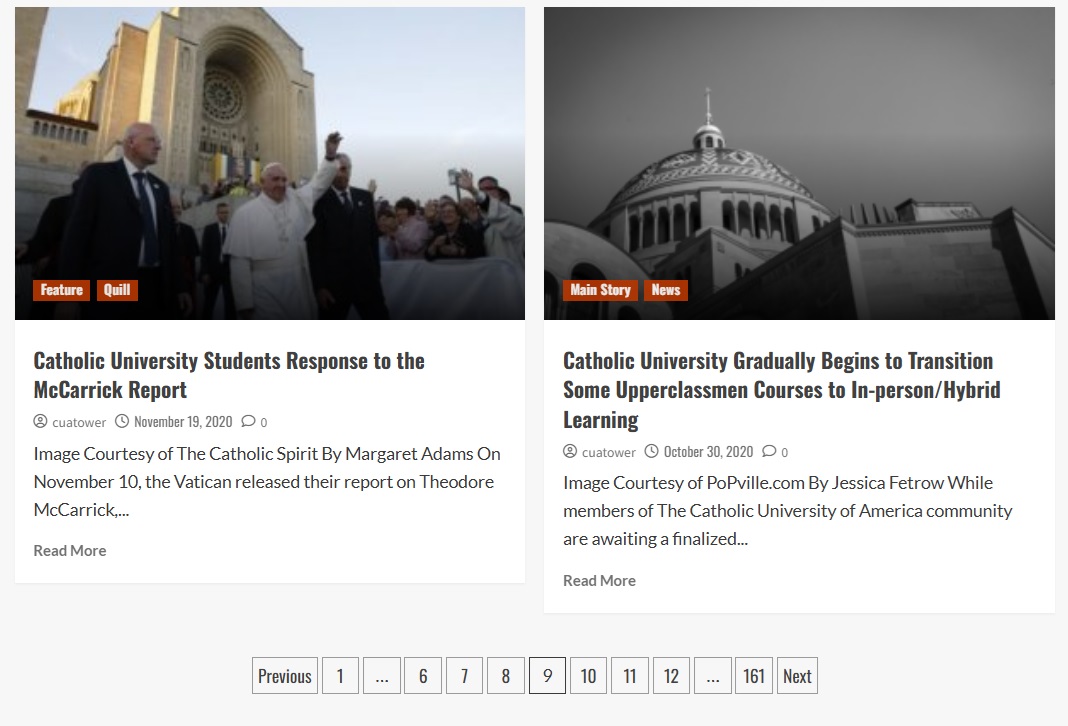 Feature
Quill
Catholic University Students Response to the
McCarrick Report
cuatower November 19, 2020 0
Image Courtesy of The Catholic Spirit By Margaret Adams On
November 10, the Vatican released their report on Theodore
McCarrick,...
Read More
Main Story
News
Catholic University Gradually Begins to Transition
Some Upperclassmen Courses to In-person/Hybrid
Learning
cuatower October 30, 2020 0
Image Courtesy of PoPville.com By Jessica Fetrow While
members of The Catholic University of America community
are awaiting a finalized...
Read More
Previous 1 ... 6 7 8 9 10 11 12 ... 161 Next